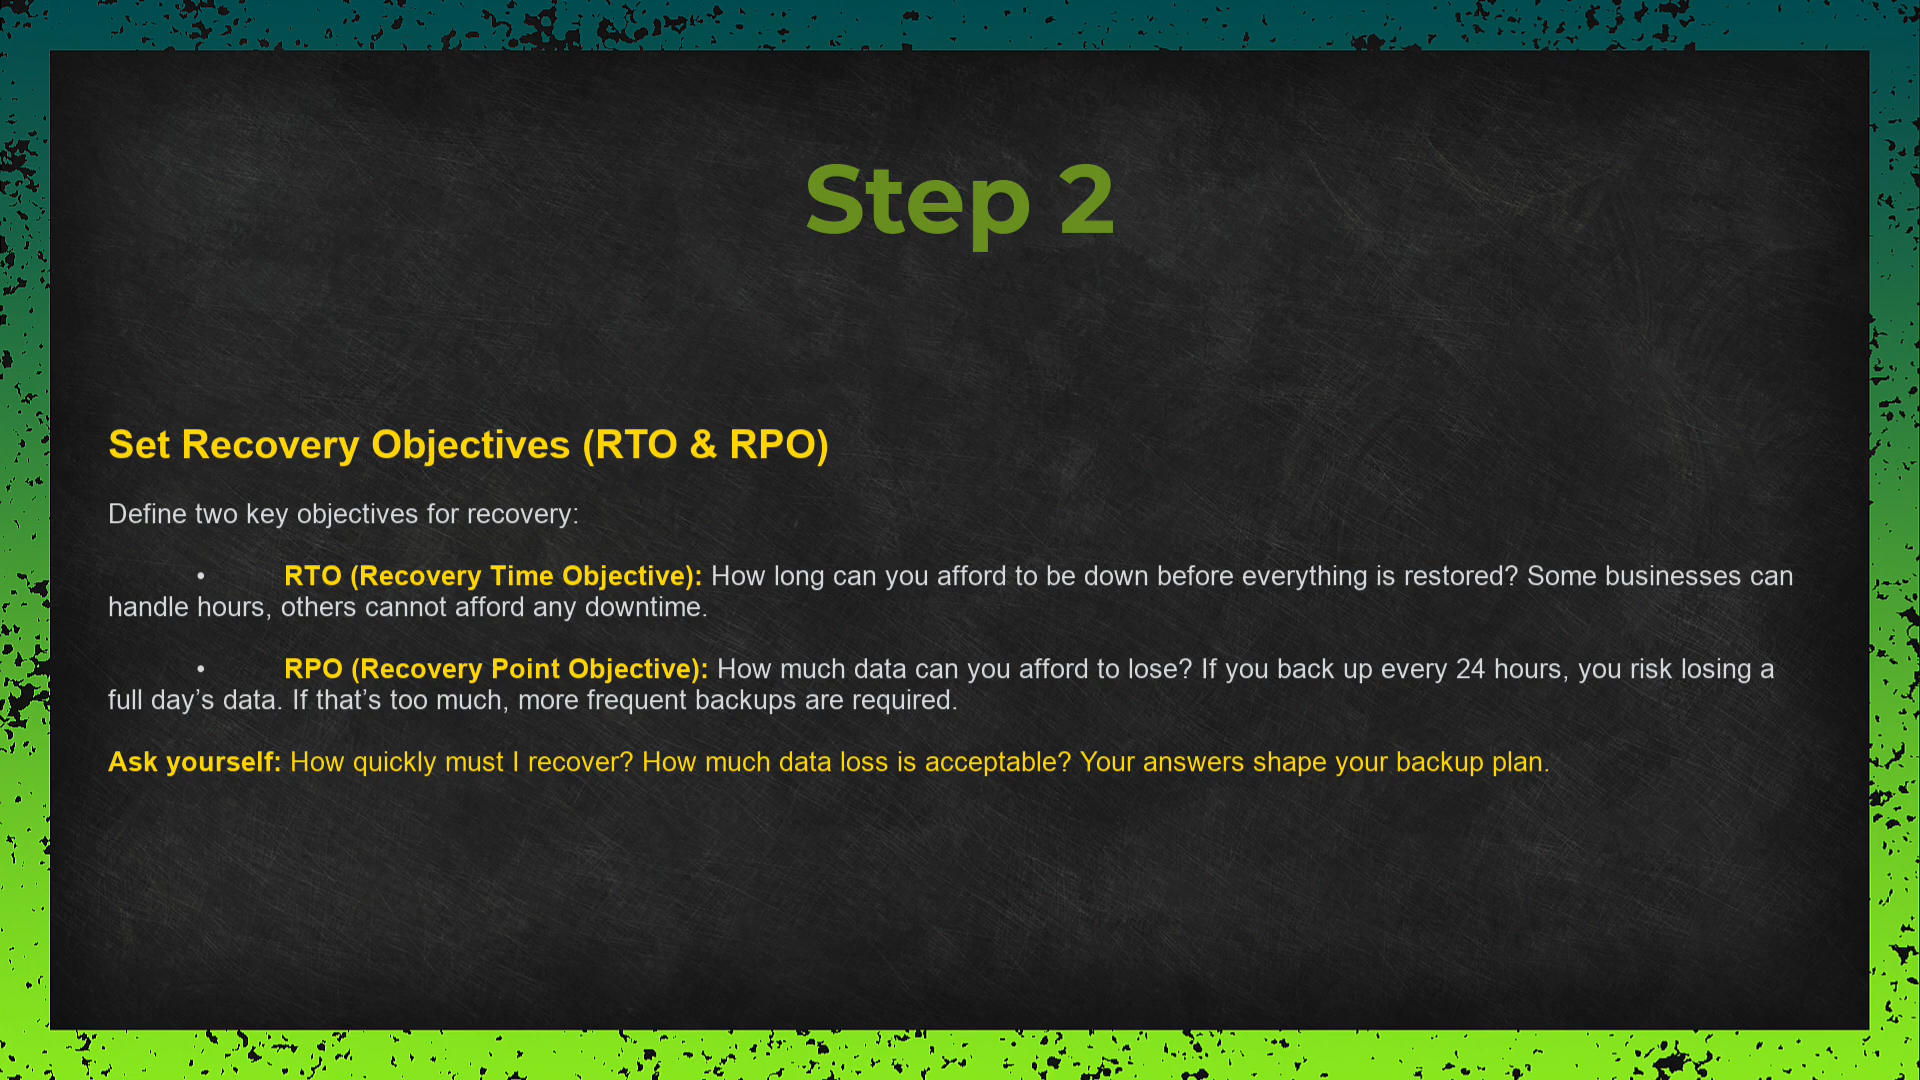 Step 2
Set Recovery Objectives (RTO & RPO)
Define two key objectives for recovery:
• RTO (Recovery Time Objective): How long can you afford to be down before everything is restored? Some businesses can
handle hours, others cannot afford any downtime.
• RPO (Recovery Point Objective): How much data can you afford to lose? If you back up every 24 hours, you risk losing a
full day’s data. If that’s too much, more frequent backups are required.
Ask yourself: How quickly must I recover? How much data loss is acceptable? Your answers shape your backup plan.